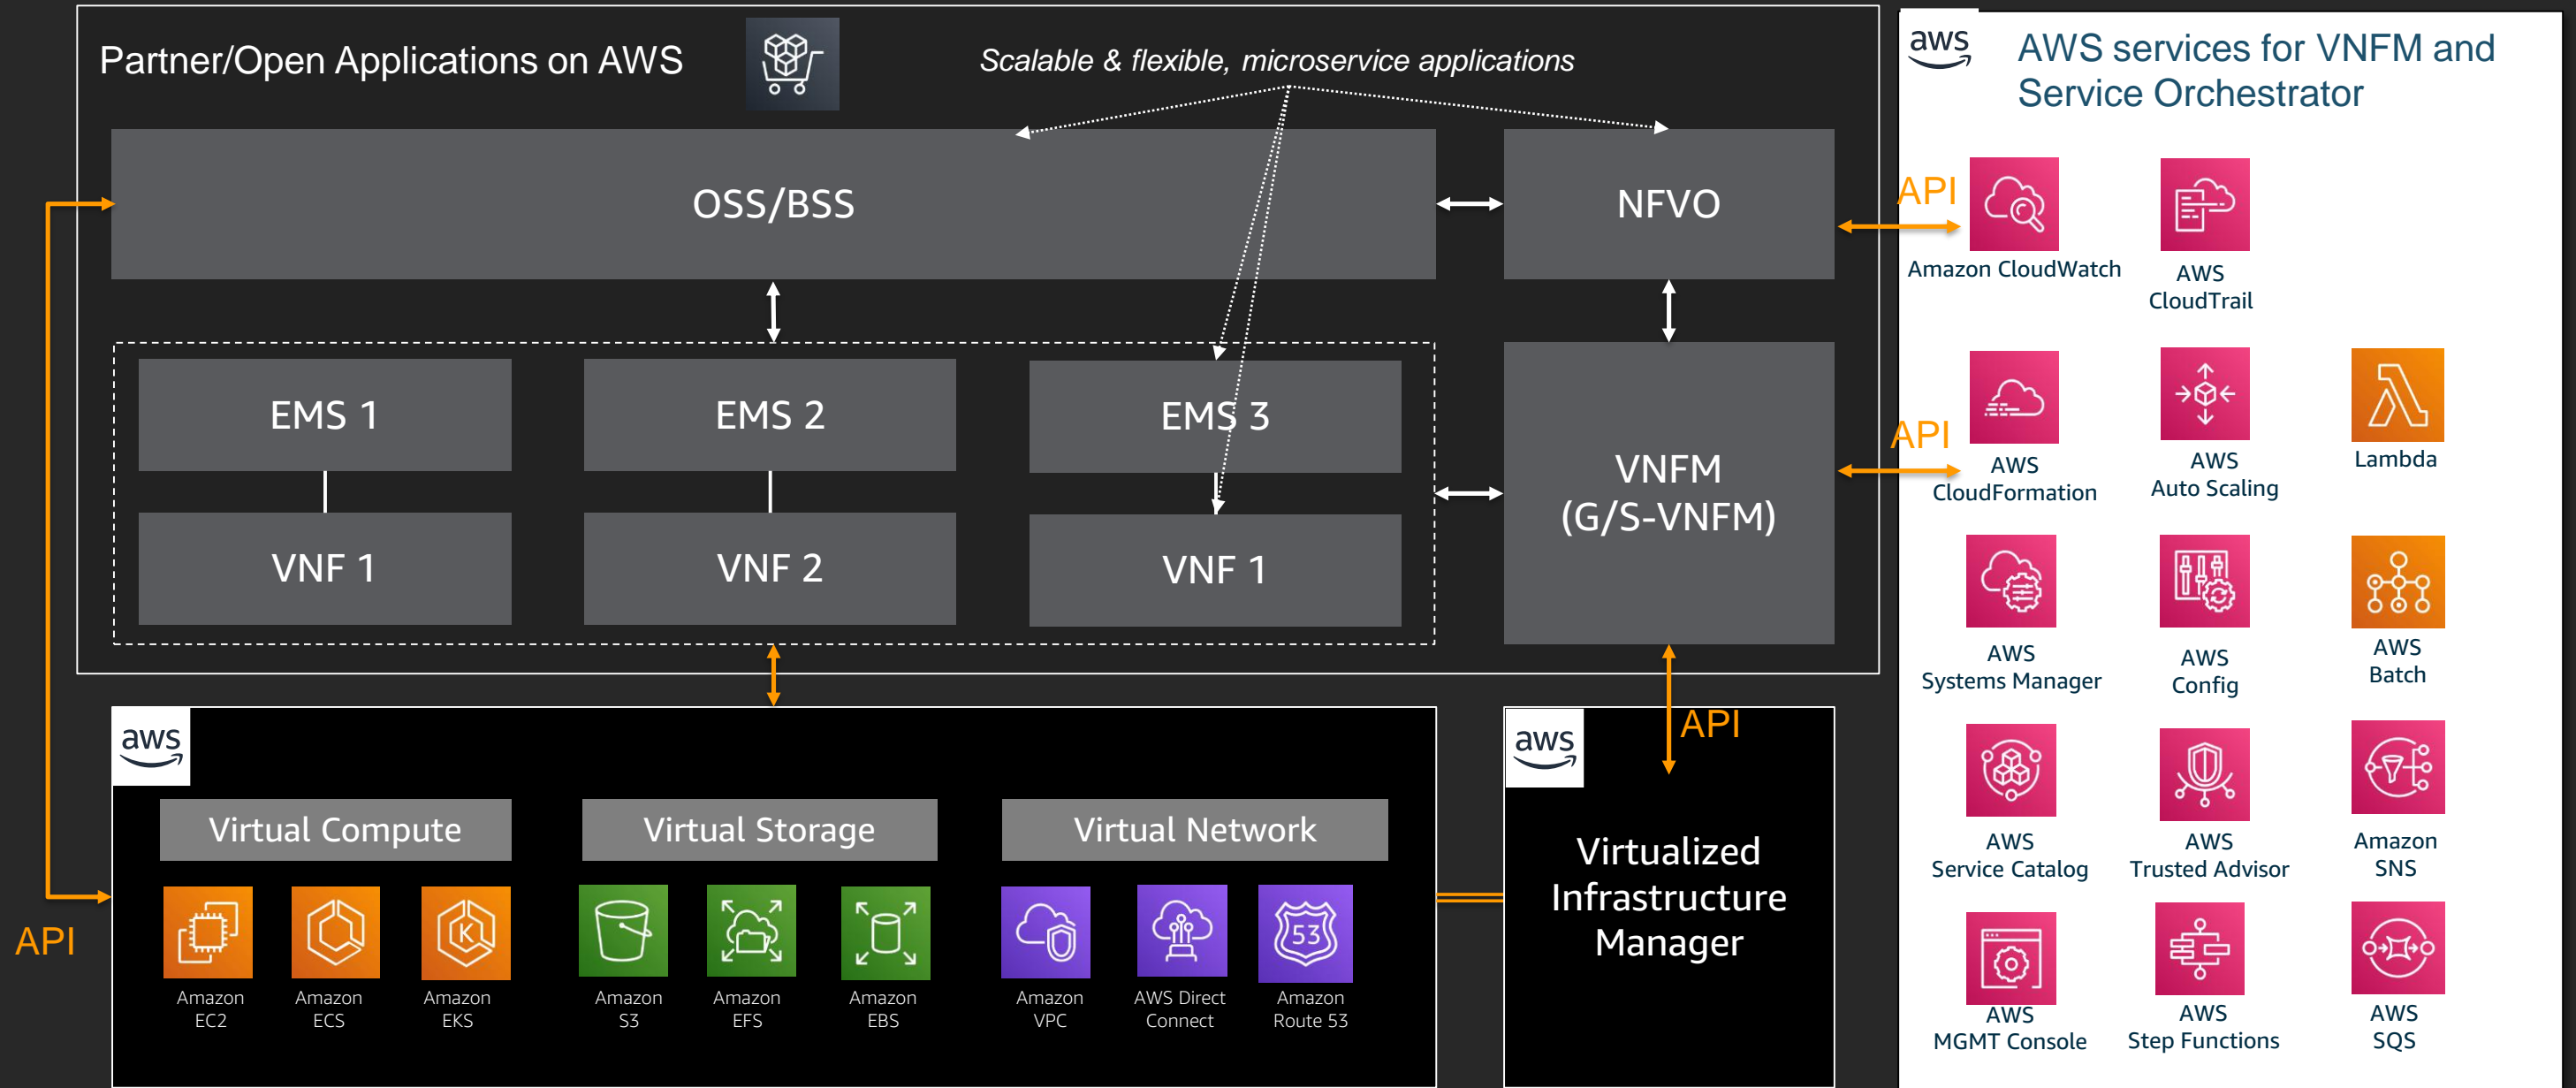 Partner/Open Applications on AWS
Scalable & flexible, microservice applications
OSS/BSS
NFVO
EMS 1
EMS 2
EMS 3
VNFM
(G/S-VNFM)
VNF 1
VNF 2
VNF 1
API
API
API
API
aws
Virtual Compute
Virtual Storage
Virtual Network
Amazon
EC2
Amazon
ECS
K
Amazon
EKS
Amazon
S3
Amazon
EFS
Amazon
EBS
Amazon
VPC
AWS Direct
Connect
53
Amazon
Route 53
aws
Virtualized
Infrastructure
Manager
aws
AWS services for VNFM and
Service Orchestrator
Amazon CloudWatch
AWS
CloudTrail
AWS
CloudFormation
AWS
Auto Scaling
Lambda
AWS
Systems Manager
AWS
Config
AWS
Batch
AWS
Service Catalog
AWS
Trusted Advisor
Amazon
SNS
AWS
MGMT Console
AWS
Step Functions
AWS
SQS